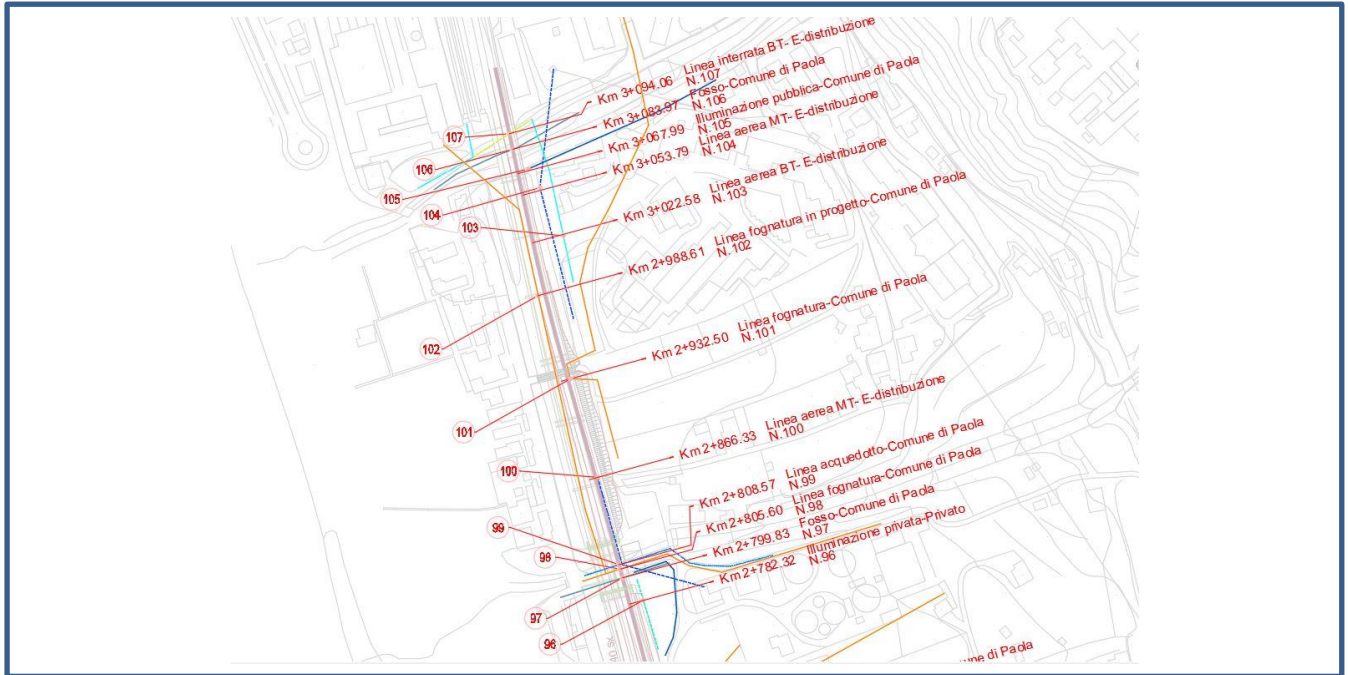 Km 3+094.06 Linea interrata BT- E-distribuzione
N.107
Km 3+083.97 Fosso-Comune di Paola
N.106
Km 3+067.99 Illuminazione pubblica-Comune di Paola
N.105
Km 3+053.79 Linea aerea MT- E-distribuzione
N.104
Km 3+022.58 Linea aerea BT- E-distribuzione
N.103
Km 2+988.61 Linea fognatura in progetto-Comune di Paola
N.102
Km 2+932.50 Linea fognatura-Comune di Paola
N.101
Km 2+866.33 Linea aerea MT- E-distribuzione
N.100
Km 2+808.57 Linea acquedotto-Comune di Paola
N.99
Km 2+805.60 Linea fognatura-Comune di Paola
N.98
Km 2+799.83 Fosso-Comune di Paola
N.97
Km 2+782.32 Illuminazione privata-Privato
N.96
107
106
105
104
103
102
101
100
99
98
97
96
di Paola